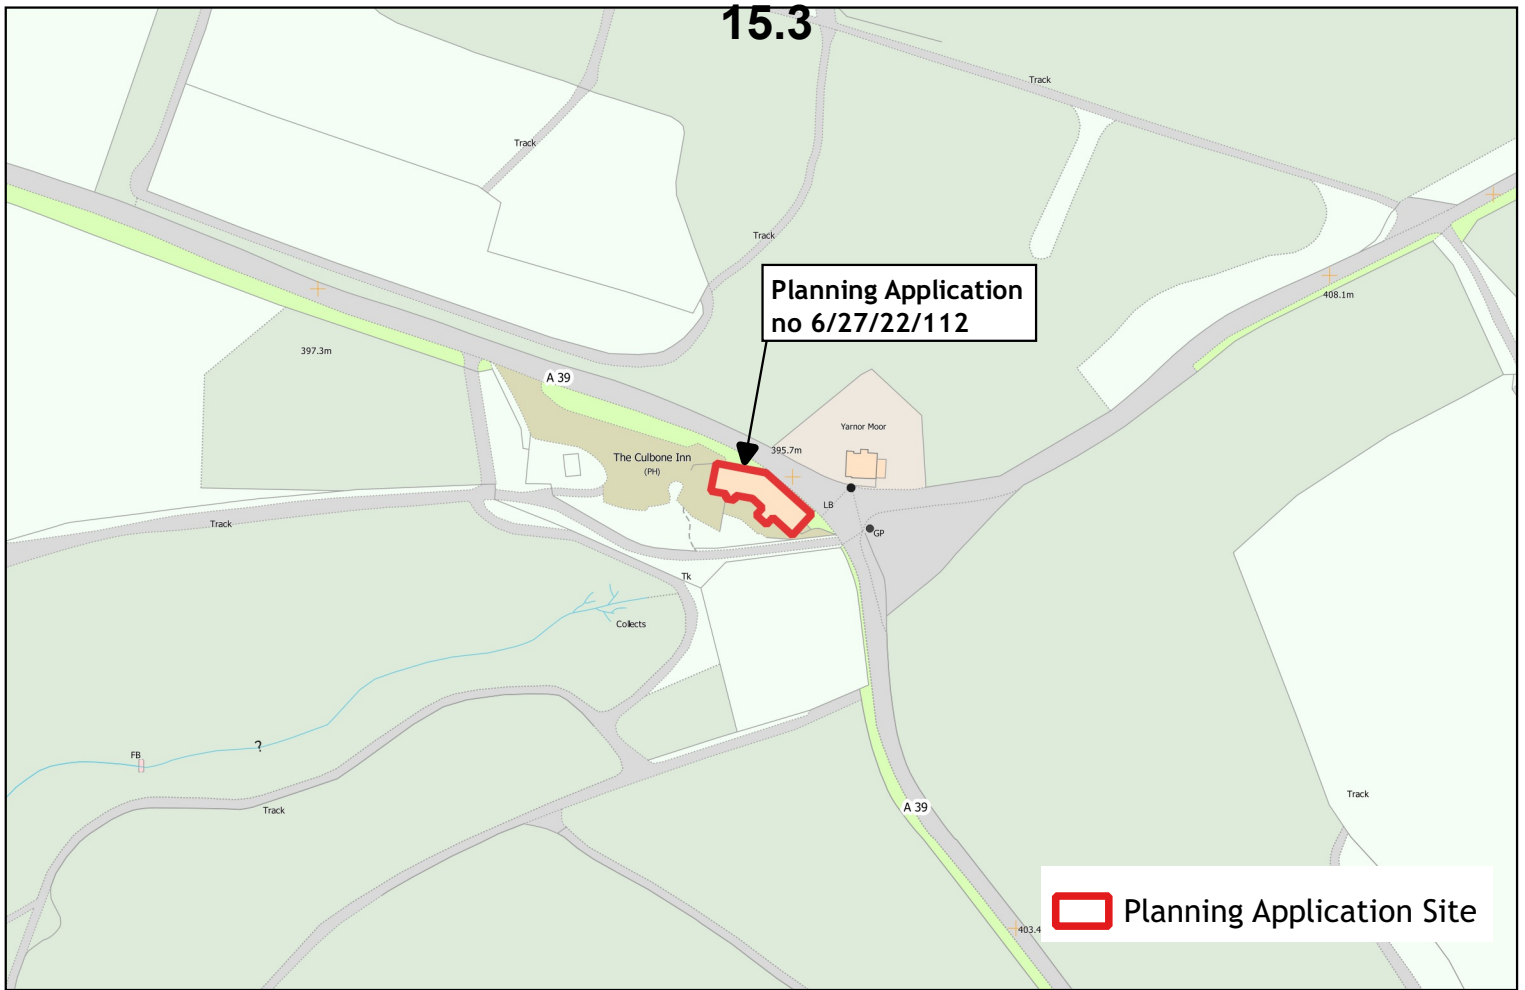 15.3
Track
Track
Track
Planning Application
no 6/27/22/112
408.1m
397.3m
A 39
Yarnor Moor
395.7m
The Culbone Inn
(PH)
LB
Track
GP
Tk
Collects
?
FB
Track
Track
A 39
Planning Application Site
403.4